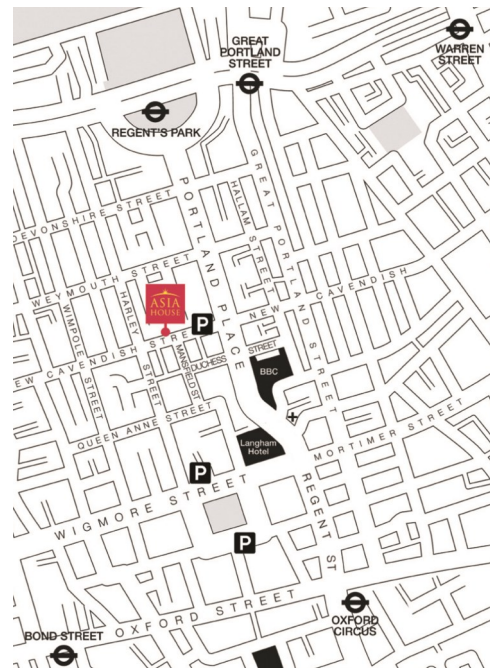 GREAT
PORTLAND
STREET
WARREN
STREET
REGENT'S PARK
DEVONSHIRE STREET
PORTLAND PLACE
HALLAM STREET
GREAT PORTLAND STREET
WEYMOUTH STREET
NEW CAVENDISH
ASIA
HOUSE
P
WIMPOLE STREET
HARLEY STREET
NEW CAVENDISH STRE
MANSFIELD ST
DUCHESS STREET
BBC
QUEEN ANNE STREET
Langham
Hotel
MORTIMER STREET
P
WIGMORE STREET
REGENT ST
P
OXFORD STREET
OXFORD
CIRCUS
BOND STREET